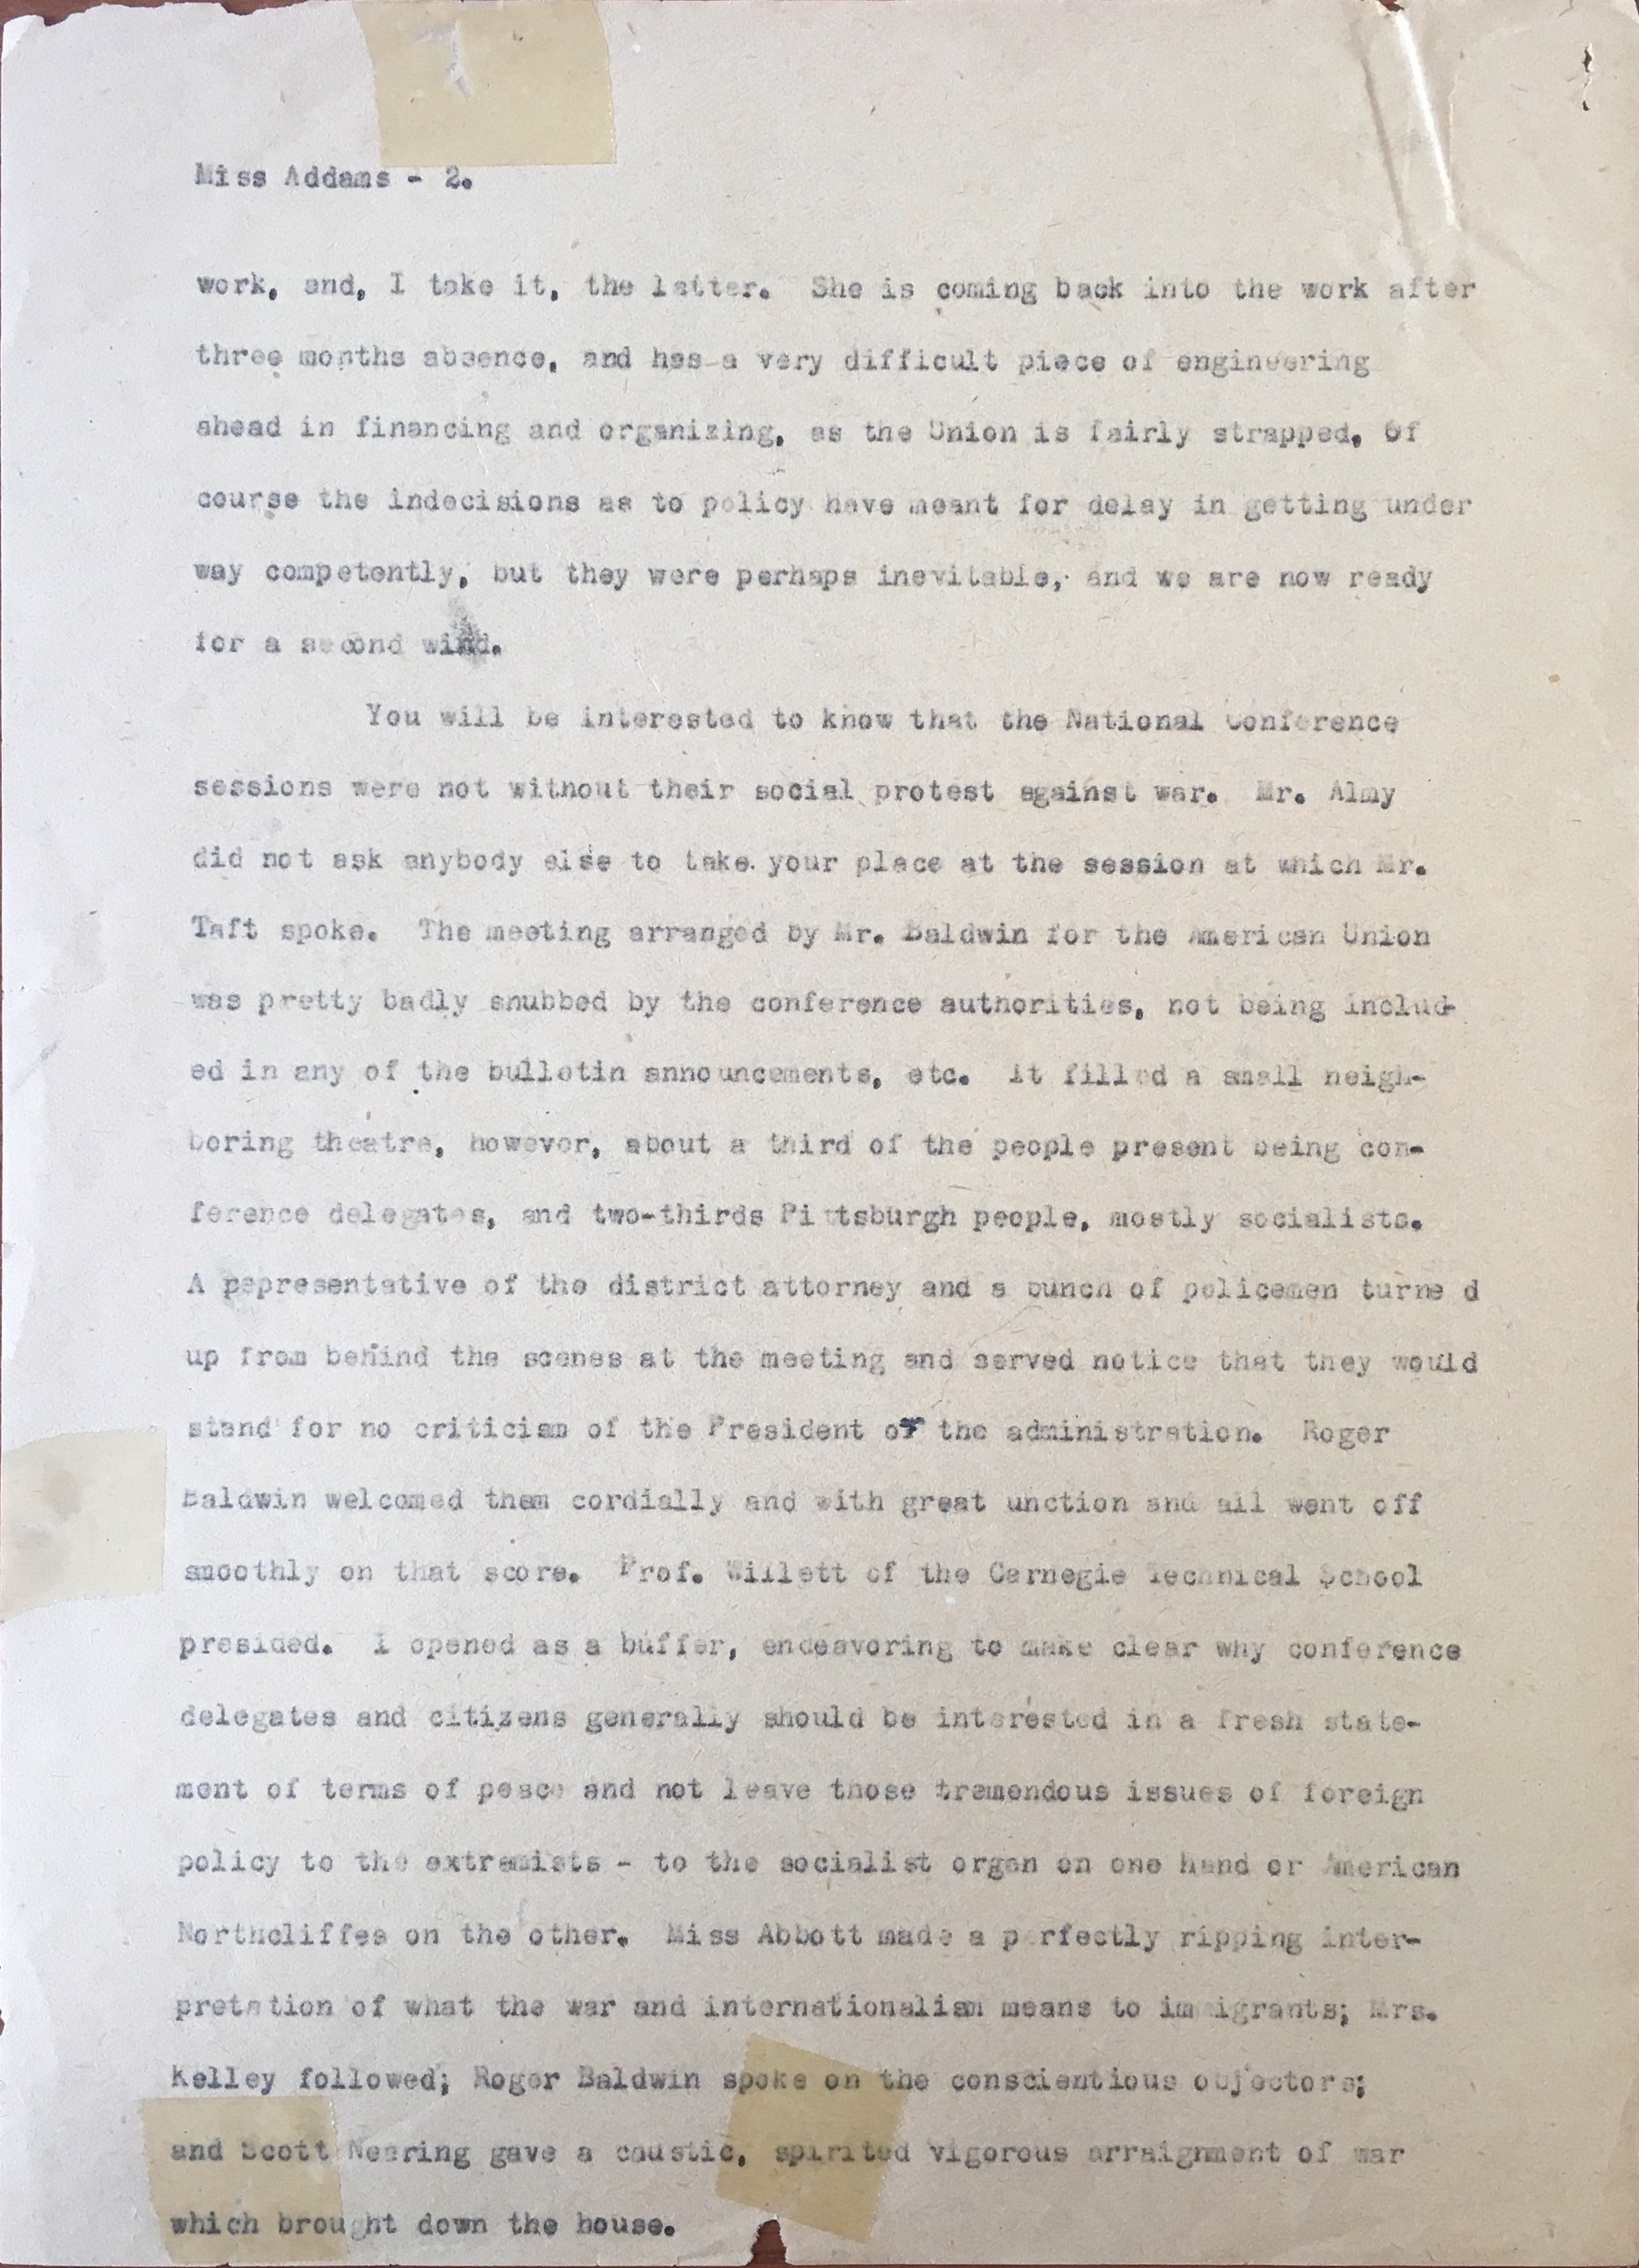 Miss Addams - 2.
work, and, I take it, the latter. She is coming back into the work after
three months absence, and has a very difficult piece of engineering
ahead in financing and organizing, as the Union is fairly strapped, Of
course the indecisions as to policy have meant for delay in getting under
way competently, but they were perhaps inevitable, and we are now ready
for a second wind.
You will be interested to know that the National Conference
sessions were not without their social protest against war. Mr. Almy
did not ask anybody else to take your place at the session at which Mr.
Taft spoke. The meeting arranged by Mr. Baldwin for the American Union
was pretty badly snubbed by the conference authorities, not being includ-
ed in any of the bulletin announcements, etc. It filled a small neigh-
boring theatre, however, about a third of the people present being con-
ference delegates, and two-thirds Pittsburgh people, mostly socialists.
A representative of the district attorney and a bunch of policemen turne d
up from behind the scenes at the meeting and served notice that they would
stand for no criticism of the President or the administration. Roger
Baldwin welcomed them cordially and with great unction and all went off
smoothly on that score. Prof. Willett of the Carnegie Technical School
presided. I opened as a buffer, endeavoring to make clear why conference
delegates and citizens generally should be interested in a fresh state-
ment of terms of peace and not leave those tremendous issues of foreign
policy to the extremists - to the socialist organ on one hand or American
Northcliffes on the other. Miss Abbott made a perfectly ripping inter-
pretation of what the war and internationalism means to immigrants; Mrs.
Kelley followed; Roger Baldwin spoke on the conscientious objectors;
and Scott Nearing gave a caustic, spirited vigorous arraignment of war
which brought down the house.